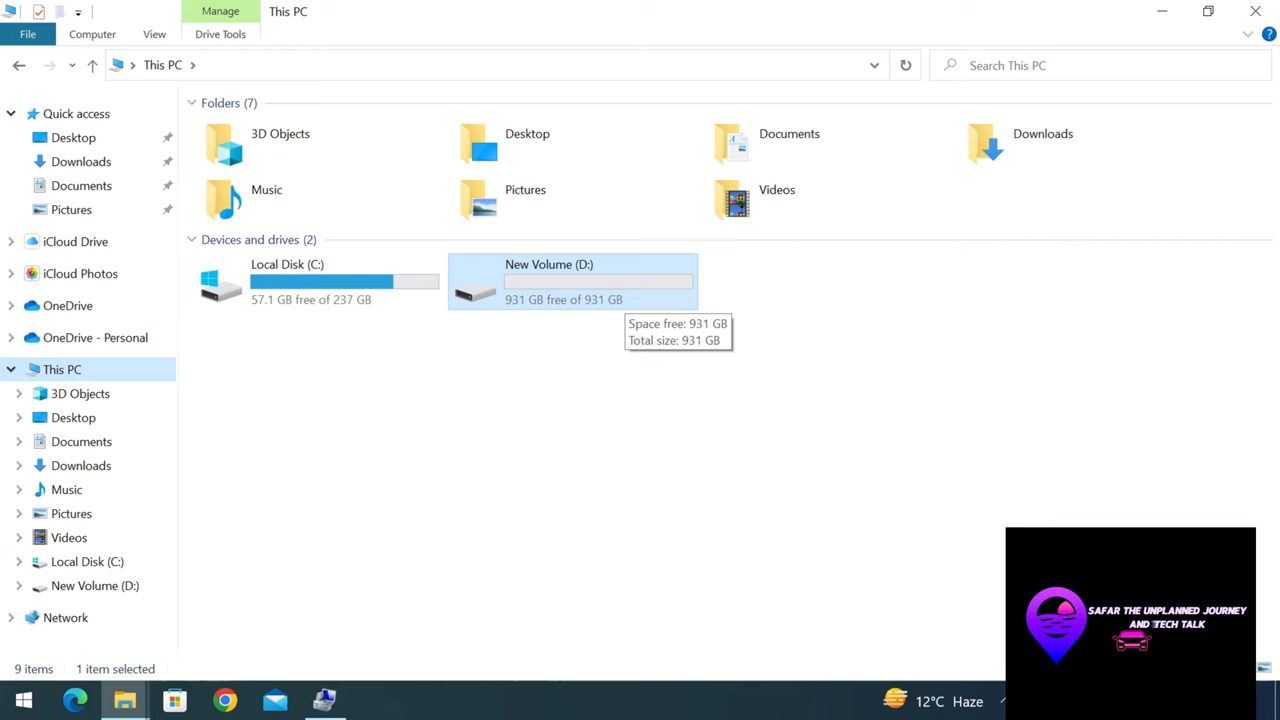 Manage
This PC
File
Computer
View
Drive Tools
This PC
Search This PC
Quick access
Desktop
Downloads
Documents
Pictures
iCloud Drive
iCloud Photos
OneDrive
OneDrive - Personal
This PC
3D Objects
Desktop
Documents
Downloads
Music
Pictures
Videos
Local Disk (C:)
New Volume (D:)
Network
Folders (7)
3D Objects
Desktop
Documents
Downloads
Music
Pictures
Videos
Devices and drives (2)
Local Disk (C:)
57.1 GB free of 237 GB
New Volume (D:)
931 GB free of 931 GB
Space free: 931 GB
Total size: 931 GB
SAFAR THE UNPLANNED JOURNEY
AND TECH TALK
9 items
1 item selected
12°C Haze